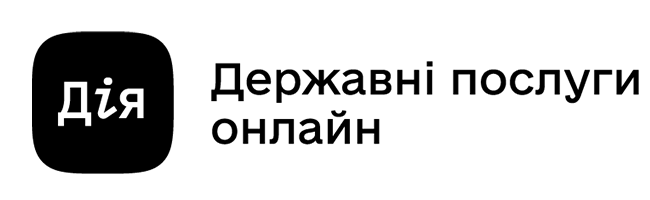 Дія
Державні послуги
онлайн